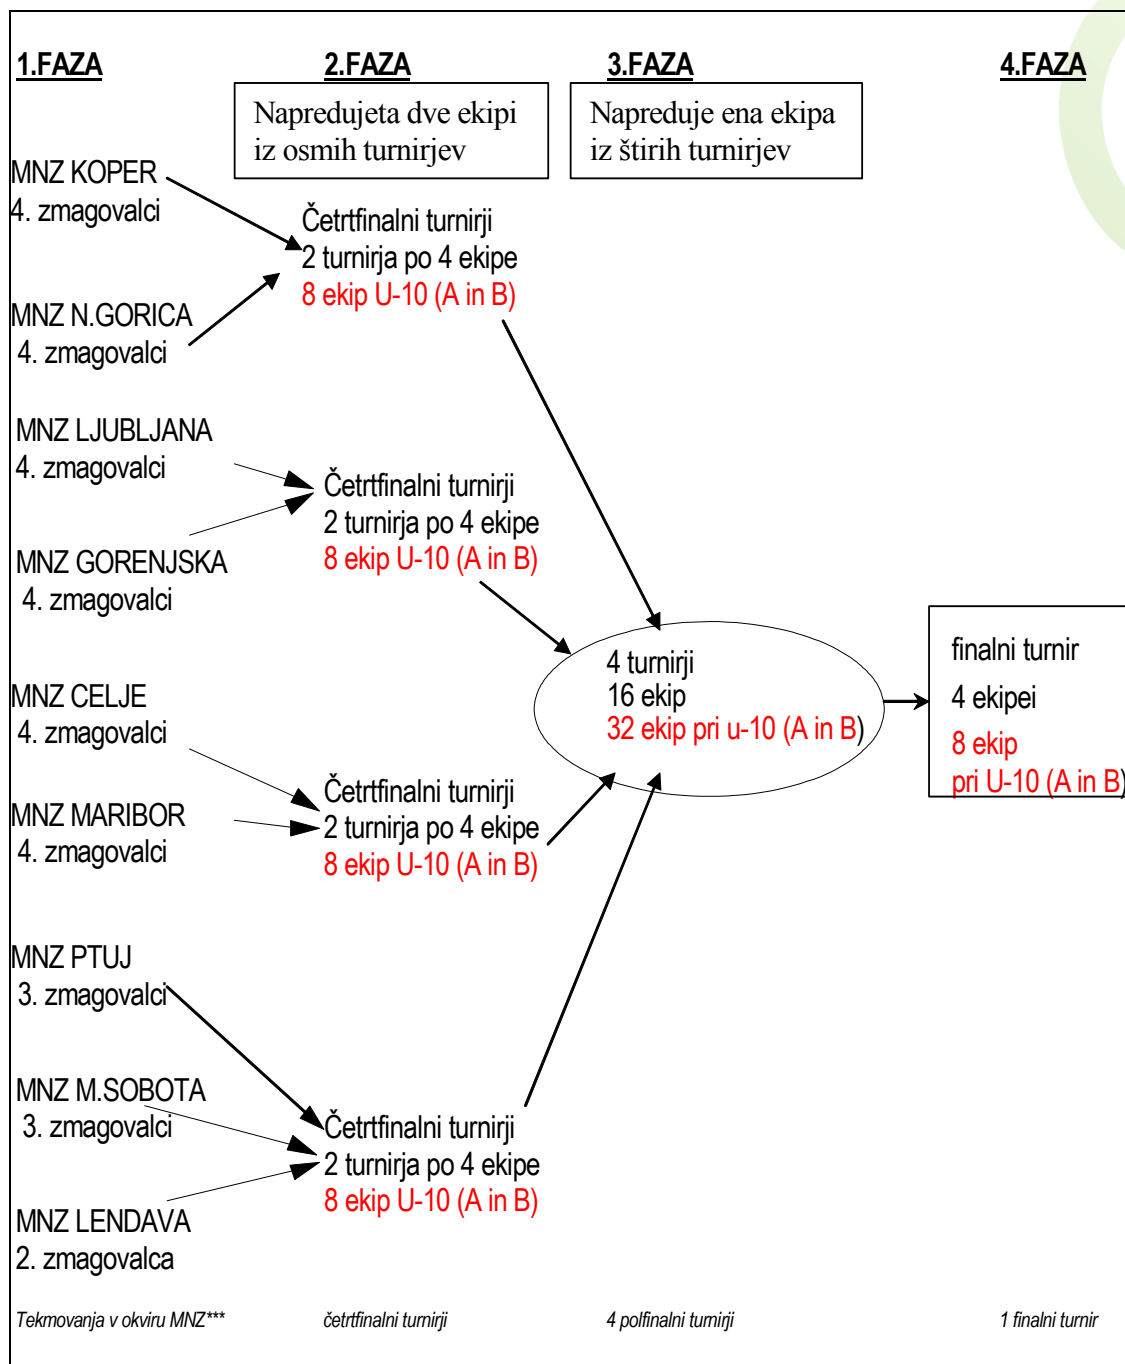 1.FAZA
2.FAZA
3.FAZA
4.FAZA
Napredujeta dve ekipi
iz osmih turnirjev
Napreduje ena ekipa
iz štirih turnirjev
MNZ KOPER
4. zmagovalci
MNZ N.GORICA
4. zmagovalci
Četrtfinalni turnirji
2 turnirja po 4 ekipe
8 ekip U-10 (A in B)
MNZ LJUBLJANA
4. zmagovalci
MNZ GORENJSKA
4. zmagovalci
Četrtfinalni turnirji
2 turnirja po 4 ekipe
8 ekip U-10 (A in B)
MNZ CELJE
4. zmagovalci
MNZ MARIBOR
4. zmagovalci
Četrtfinalni turnirji
2 turnirja po 4 ekipe
8 ekip U-10 (A in B)
MNZ PTUJ
3. zmagovalci
MNZ M.SOBOTA
3. zmagovalci
MNZ LENDAVA
2. zmagovalca
Četrtfinalni turnirji
2 turnirja po 4 ekipe
8 ekip U-10 (A in B)
4 turnirji
16 ekip
32 ekip pri u-10 (A in B)
finalni turnir
4 ekipei
8 ekip
pri U-10 (A in B)
Tekmovanja v okviru MNZ***
četrtfinalni turnirji
4 polfinalni turnirji
1 finalni turnir